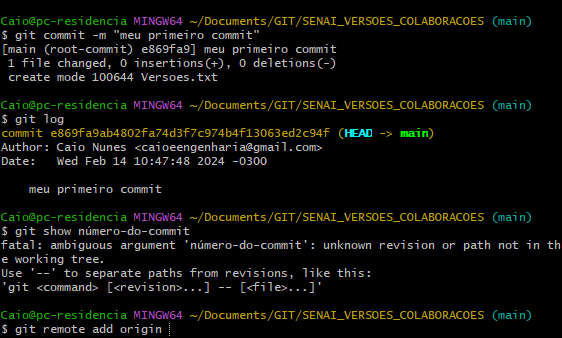 Caio@pc-residencia MINGW64 ~/Documents/GIT/SENAI_VERSOES_COLABORACOES (main)
$ git commit -m "meu primeiro commit"
[main (root-commit) e869fa9] meu primeiro commit
 1 file changed, 0 insertions(+), 0 deletions(-)
 create mode 100644 Versoes.txt

Caio@pc-residencia MINGW64 ~/Documents/GIT/SENAI_VERSOES_COLABORACOES (main)
$ git log
commit e869fa9ab4802fa74d3f7c974b4f13063ed2c94f (HEAD -> main)
Author: Caio Nunes <caioeengenharia@gmail.com>
Date:   Wed Feb 14 10:47:48 2024 -0300

    meu primeiro commit

Caio@pc-residencia MINGW64 ~/Documents/GIT/SENAI_VERSOES_COLABORACOES (main)
$ git show número-do-commit
fatal: ambiguous argument 'número-do-commit': unknown revision or path not in th
e working tree.
Use '--' to separate paths from revisions, like this:
'git <command> [<revision>...] -- [<file>...]'

Caio@pc-residencia MINGW64 ~/Documents/GIT/SENAI_VERSOES_COLABORACOES (main)
$ git remote add origin